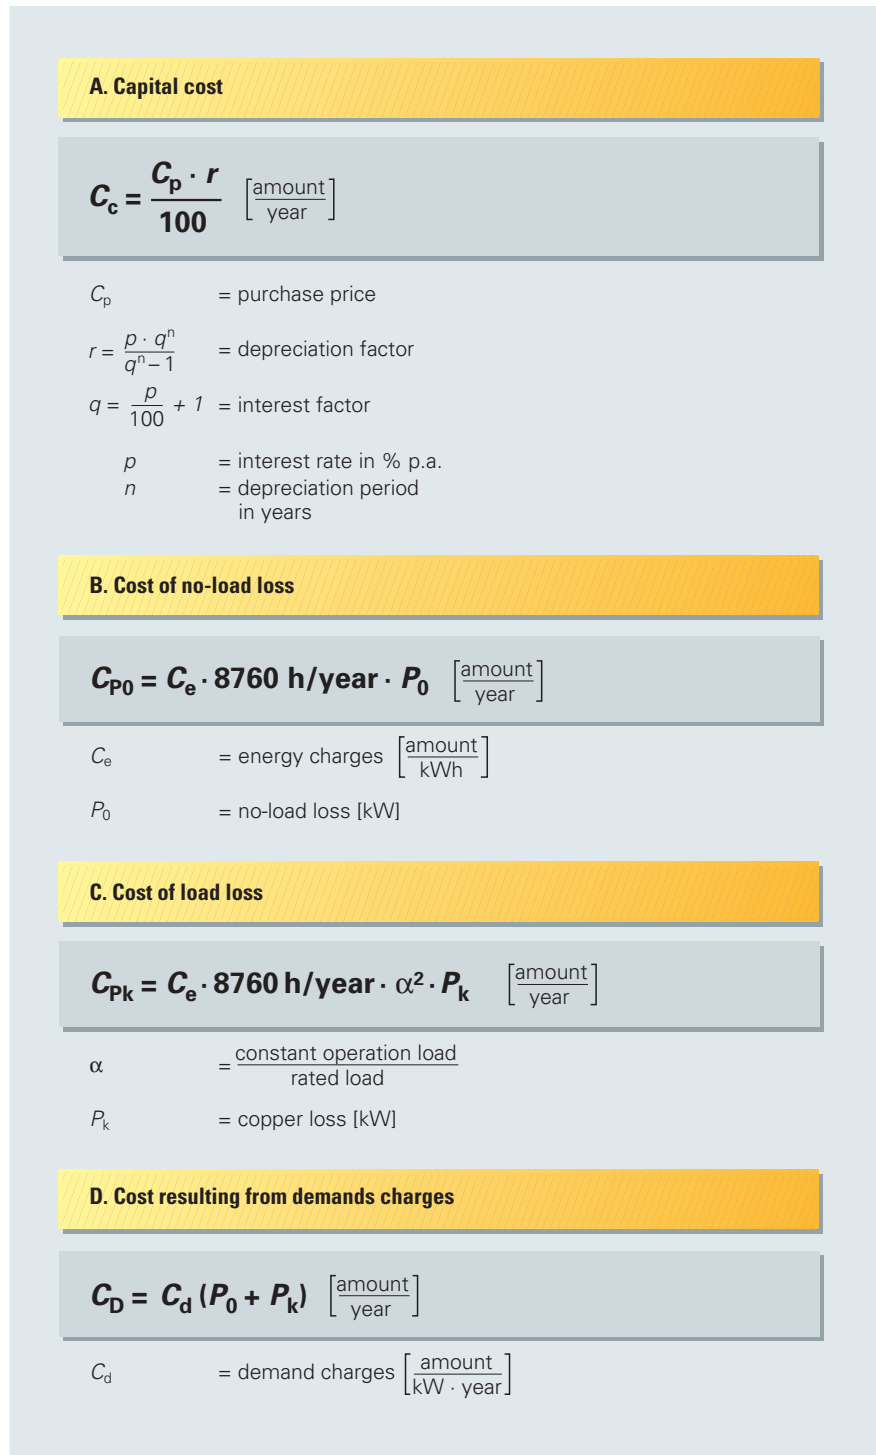 A. Capital cost
C_c = (C_p · r) / 100 [amount / year]
C_p = purchase price
r = (p · q^n) / (q^n – 1) = depreciation factor
q = p / 100 + 1 = interest factor
p = interest rate in % p.a.
n = depreciation period
in years
B. Cost of no-load loss
C_P0 = C_e · 8760 h/year · P_0 [amount / year]
C_e = energy charges [amount / kWh]
P_0 = no-load loss [kW]
C. Cost of load loss
C_Pk = C_e · 8760 h/year · α² · P_k [amount / year]
α = constant operation load / rated load
P_k = copper loss [kW]
D. Cost resulting from demands charges
C_D = C_d (P_0 + P_k) [amount / year]
C_d = demand charges [amount / kW · year]